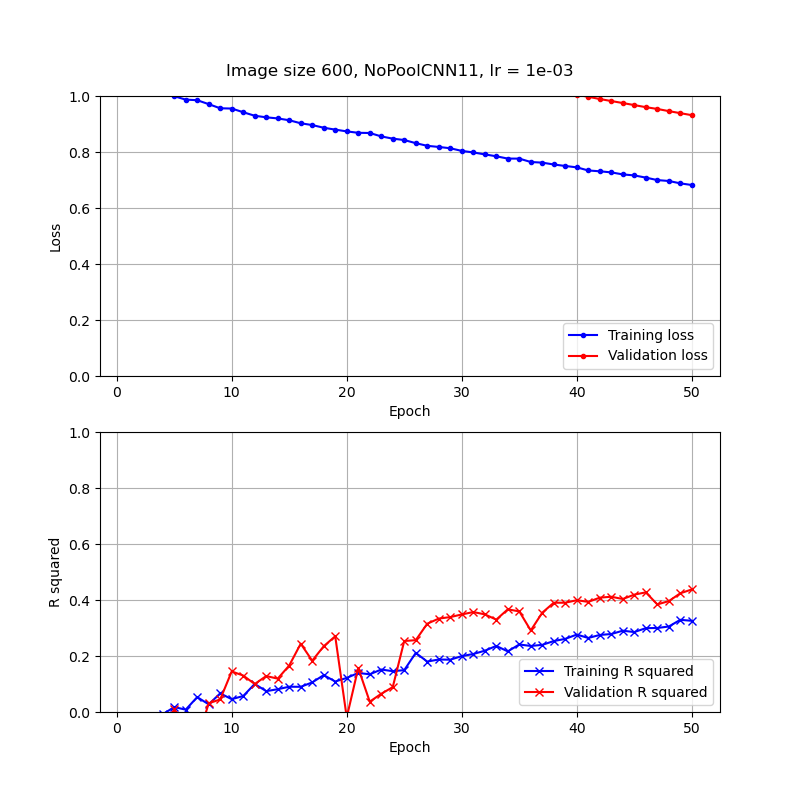 Image size 600, NoPoolCNN11, lr = 1e-03
1.0
0.8
0.6
0.4
0.2
0.0
Loss
0 10 20 30 40 50
Epoch
Training loss
Validation loss
1.0
0.8
0.6
0.4
0.2
0.0
R squared
0 10 20 30 40 50
Epoch
Training R squared
Validation R squared